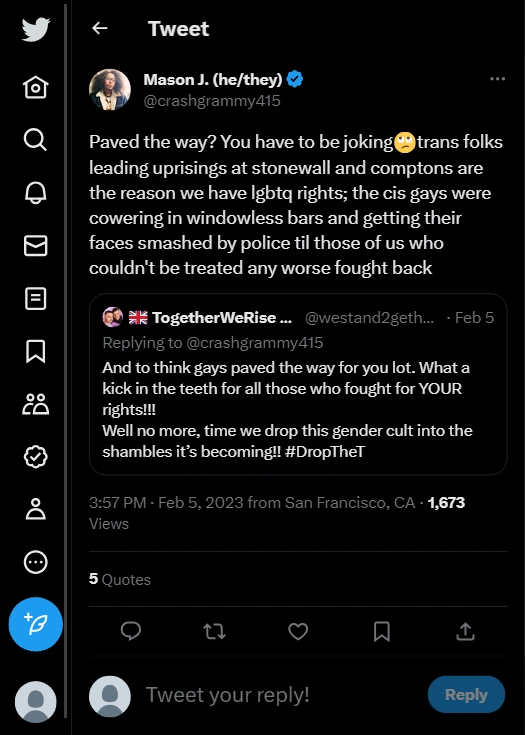 Tweet
Mason J. (he/they)
@crashgrammy415
Paved the way? You have to be joking🙄trans folks
leading uprisings at stonewall and comptons are
the reason we have lgbtq rights; the cis gays were
cowering in windowless bars and getting their
faces smashed by police til those of us who
couldn't be treated any worse fought back
🇬🇧 TogetherWeRise ... @westand2geth... · Feb 5
Replying to @crashgrammy415
And to think gays paved the way for you lot. What a
kick in the teeth for all those who fought for YOUR
rights!!!
Well no more, time we drop this gender cult into the
shambles it’s becoming!! #DropTheT
3:57 PM · Feb 5, 2023 from San Francisco, CA · 1,673
Views
5 Quotes
Tweet your reply!
Reply